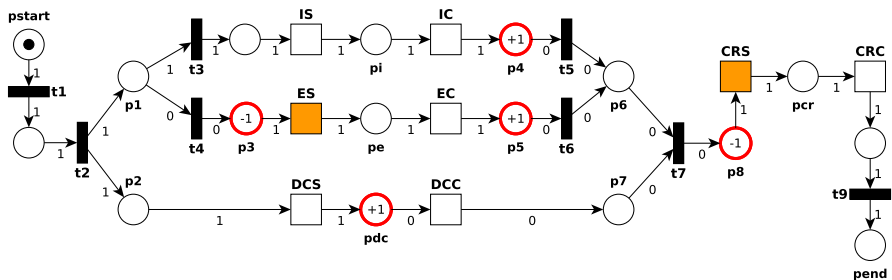 pstart
IS
IC
CRS
CRC
+1
1
t1
1
t3
1
1
pi
1
1
p4
0
t5
0
p1
ES
EC
p6
1
pcr
1
1
0
t4
0
-1
p3
1
1
pe
1
1
+1
p5
0
t6
0
1
t2
1
1
p2
DCS
DCC
p7
0
0
t7
0
1
-1
p8
1
1
1
+1
pdc
0
0
t9
1
pend